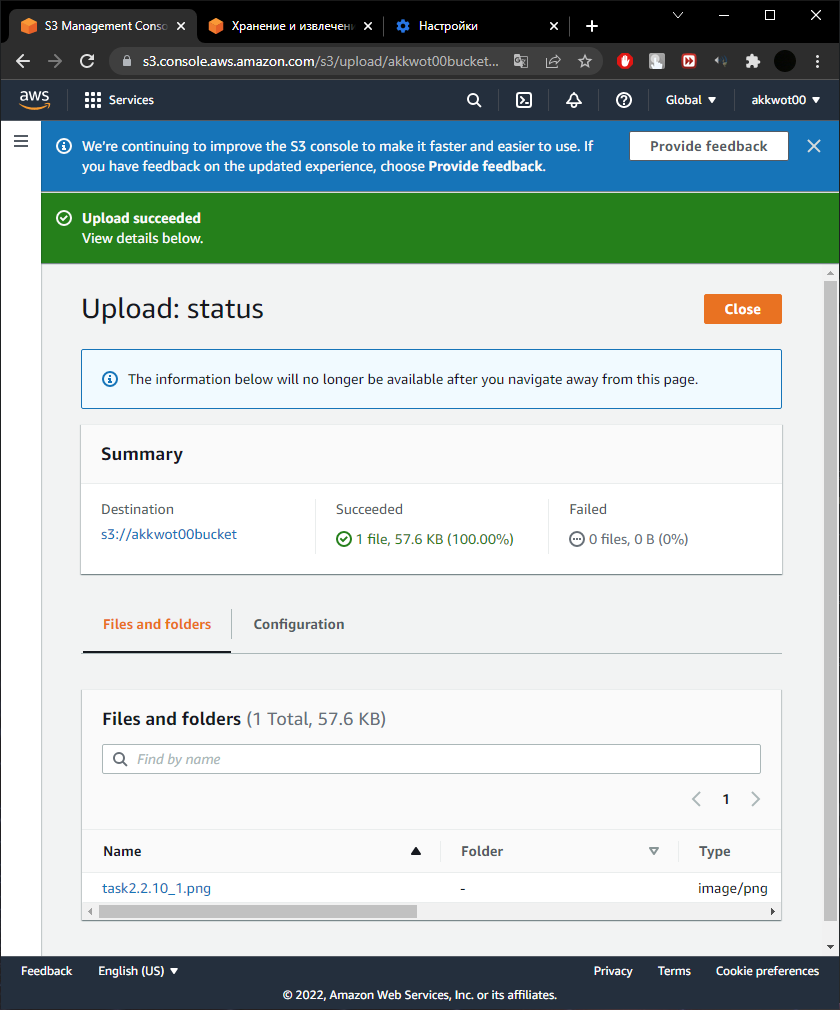 S3 Management Conso
Хранение и извлечени
Настройки
s3.console.aws.amazon.com/s3/upload/akkwot00bucket...
aws
Services
Global
akkwot00
We're continuing to improve the S3 console to make it faster and easier to use. If
you have feedback on the updated experience, choose Provide feedback.
Provide feedback
Upload succeeded
View details below.
Upload: status
Close
The information below will no longer be available after you navigate away from this page.
Summary
Destination
s3://akkwot00bucket
Succeeded
1 file, 57.6 KB (100.00%)
Failed
0 files, 0 B (0%)
Files and folders
Configuration
Files and folders (1 Total, 57.6 KB)
Find by name
1
Name
Folder
Type
task2.2.10_1.png
-
image/png
Feedback
English (US)
Privacy
Terms
Cookie preferences
© 2022, Amazon Web Services, Inc. or its affiliates.